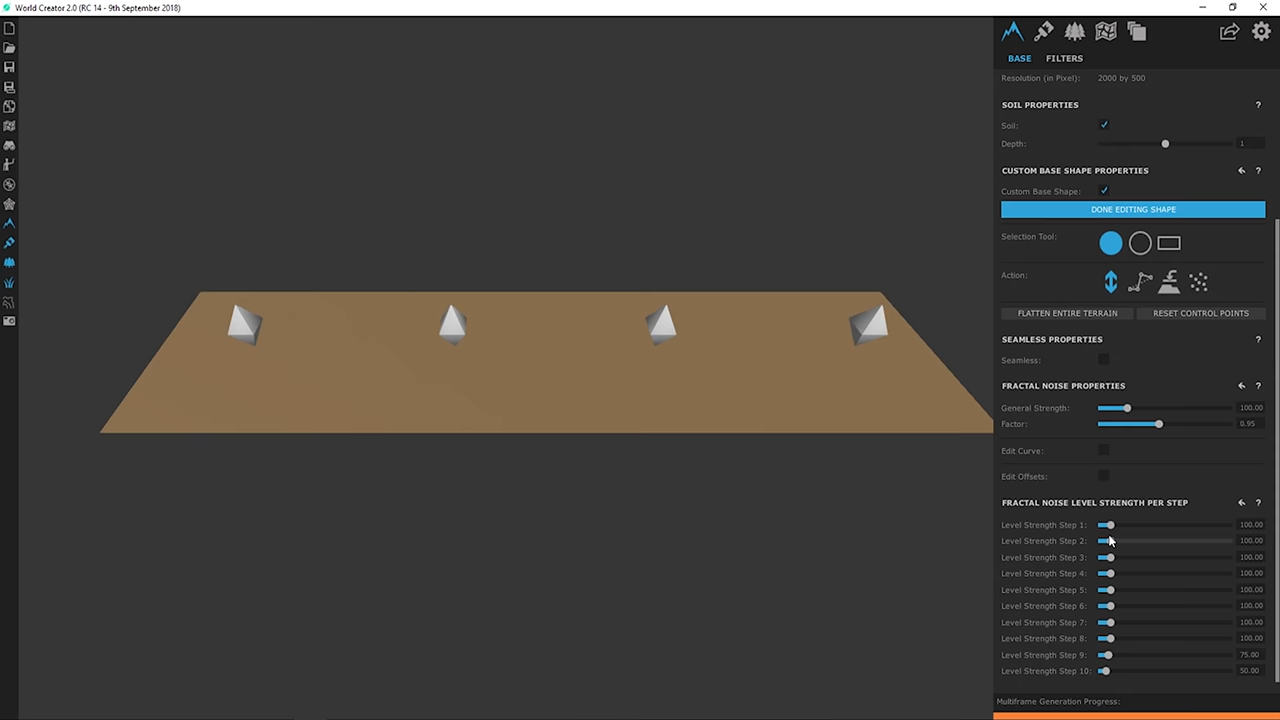 World Creator 2.0 (RC 14 - 9th September 2018)
BASE FILTERS
Resolution (in Pixel): 2000 by 500
SOIL PROPERTIES ?
Soil:
Depth: 1
CUSTOM BASE SHAPE PROPERTIES ?
Custom Base Shape:
DONE EDITING SHAPE
Selection Tool:
Action:
FLATTEN ENTIRE TERRAIN RESET CONTROL POINTS
SEAMLESS PROPERTIES ?
Seamless:
FRACTAL NOISE PROPERTIES ?
General Strength: 100.00
Factor: 0.95
Edit Curve:
Edit Offsets:
FRACTAL NOISE LEVEL STRENGTH PER STEP ?
Level Strength Step 1: 100.00
Level Strength Step 2: 100.00
Level Strength Step 3: 100.00
Level Strength Step 4: 100.00
Level Strength Step 5: 100.00
Level Strength Step 6: 100.00
Level Strength Step 7: 100.00
Level Strength Step 8: 100.00
Level Strength Step 9: 75.00
Level Strength Step 10: 50.00
Multiframe Generation Progress: